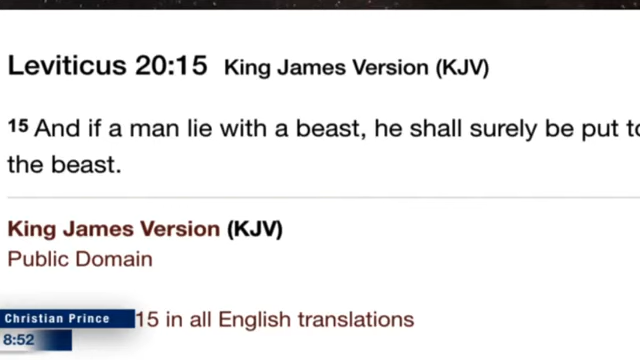 Leviticus 20:15 King James Version (KJV)
15 And if a man lie with a beast, he shall surely be put
the beast.
King James Version (KJV)
Public Domain
Christian Prince 15 in all English translations
8:52